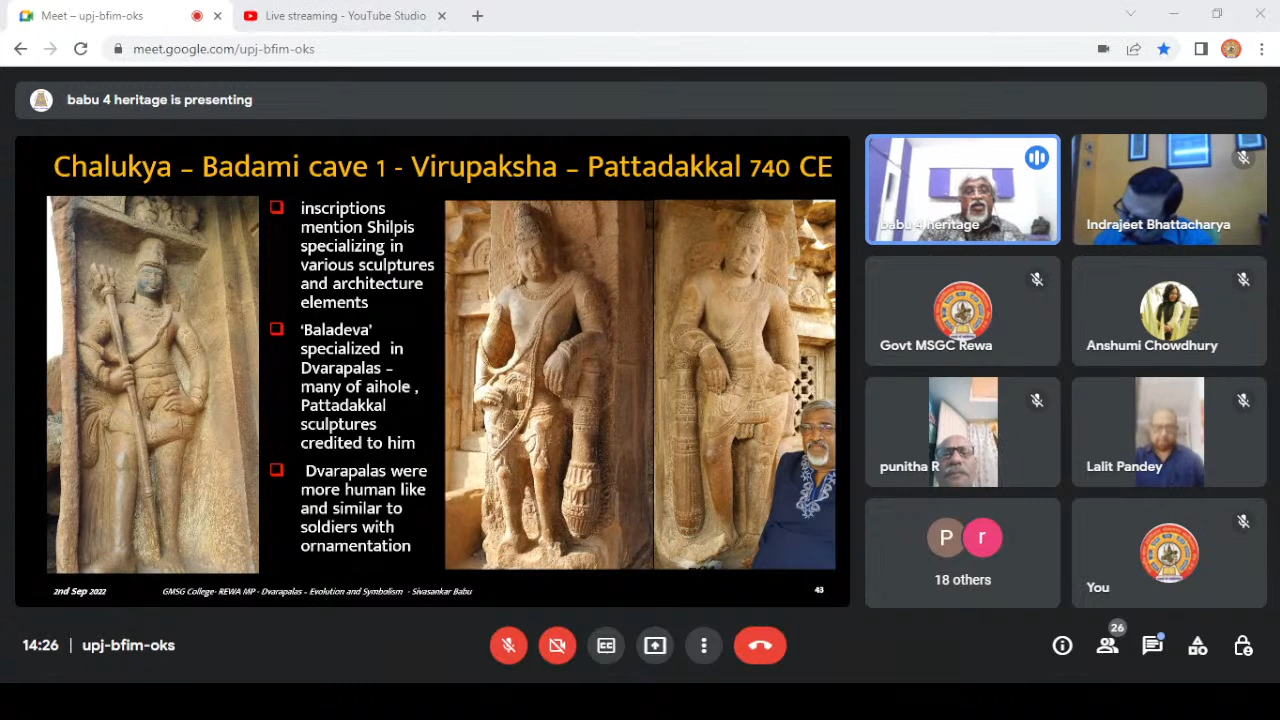 Meet – upj-bfim-oks
Live streaming - YouTube Studio
meet.google.com/upj-bfim-oks
babu 4 heritage is presenting
Chalukya – Badami cave 1 - Virupaksha – Pattadakkal 740 CE
inscriptions
mention Shilpis
specializing in
various sculptures
and architecture
elements
‘Baladeva’
specialized in
Dvarapalas –
many of aihole ,
Pattadakkal
sculptures
credited to him
Dvarapalas were
more human like
and similar to
soldiers with
ornamentation
2nd Sep 2022
GMSG College- REWA MP - Dvarapalas – Evolution and Symbolism - Sivasankar Babu
43
babu 4 heritage
Indrajeet Bhattacharya
Govt MSGC Rewa
Anshumi Chowdhury
punitha R
Lalit Pandey
P
r
18 others
You
14:26 | upj-bfim-oks
CC
26